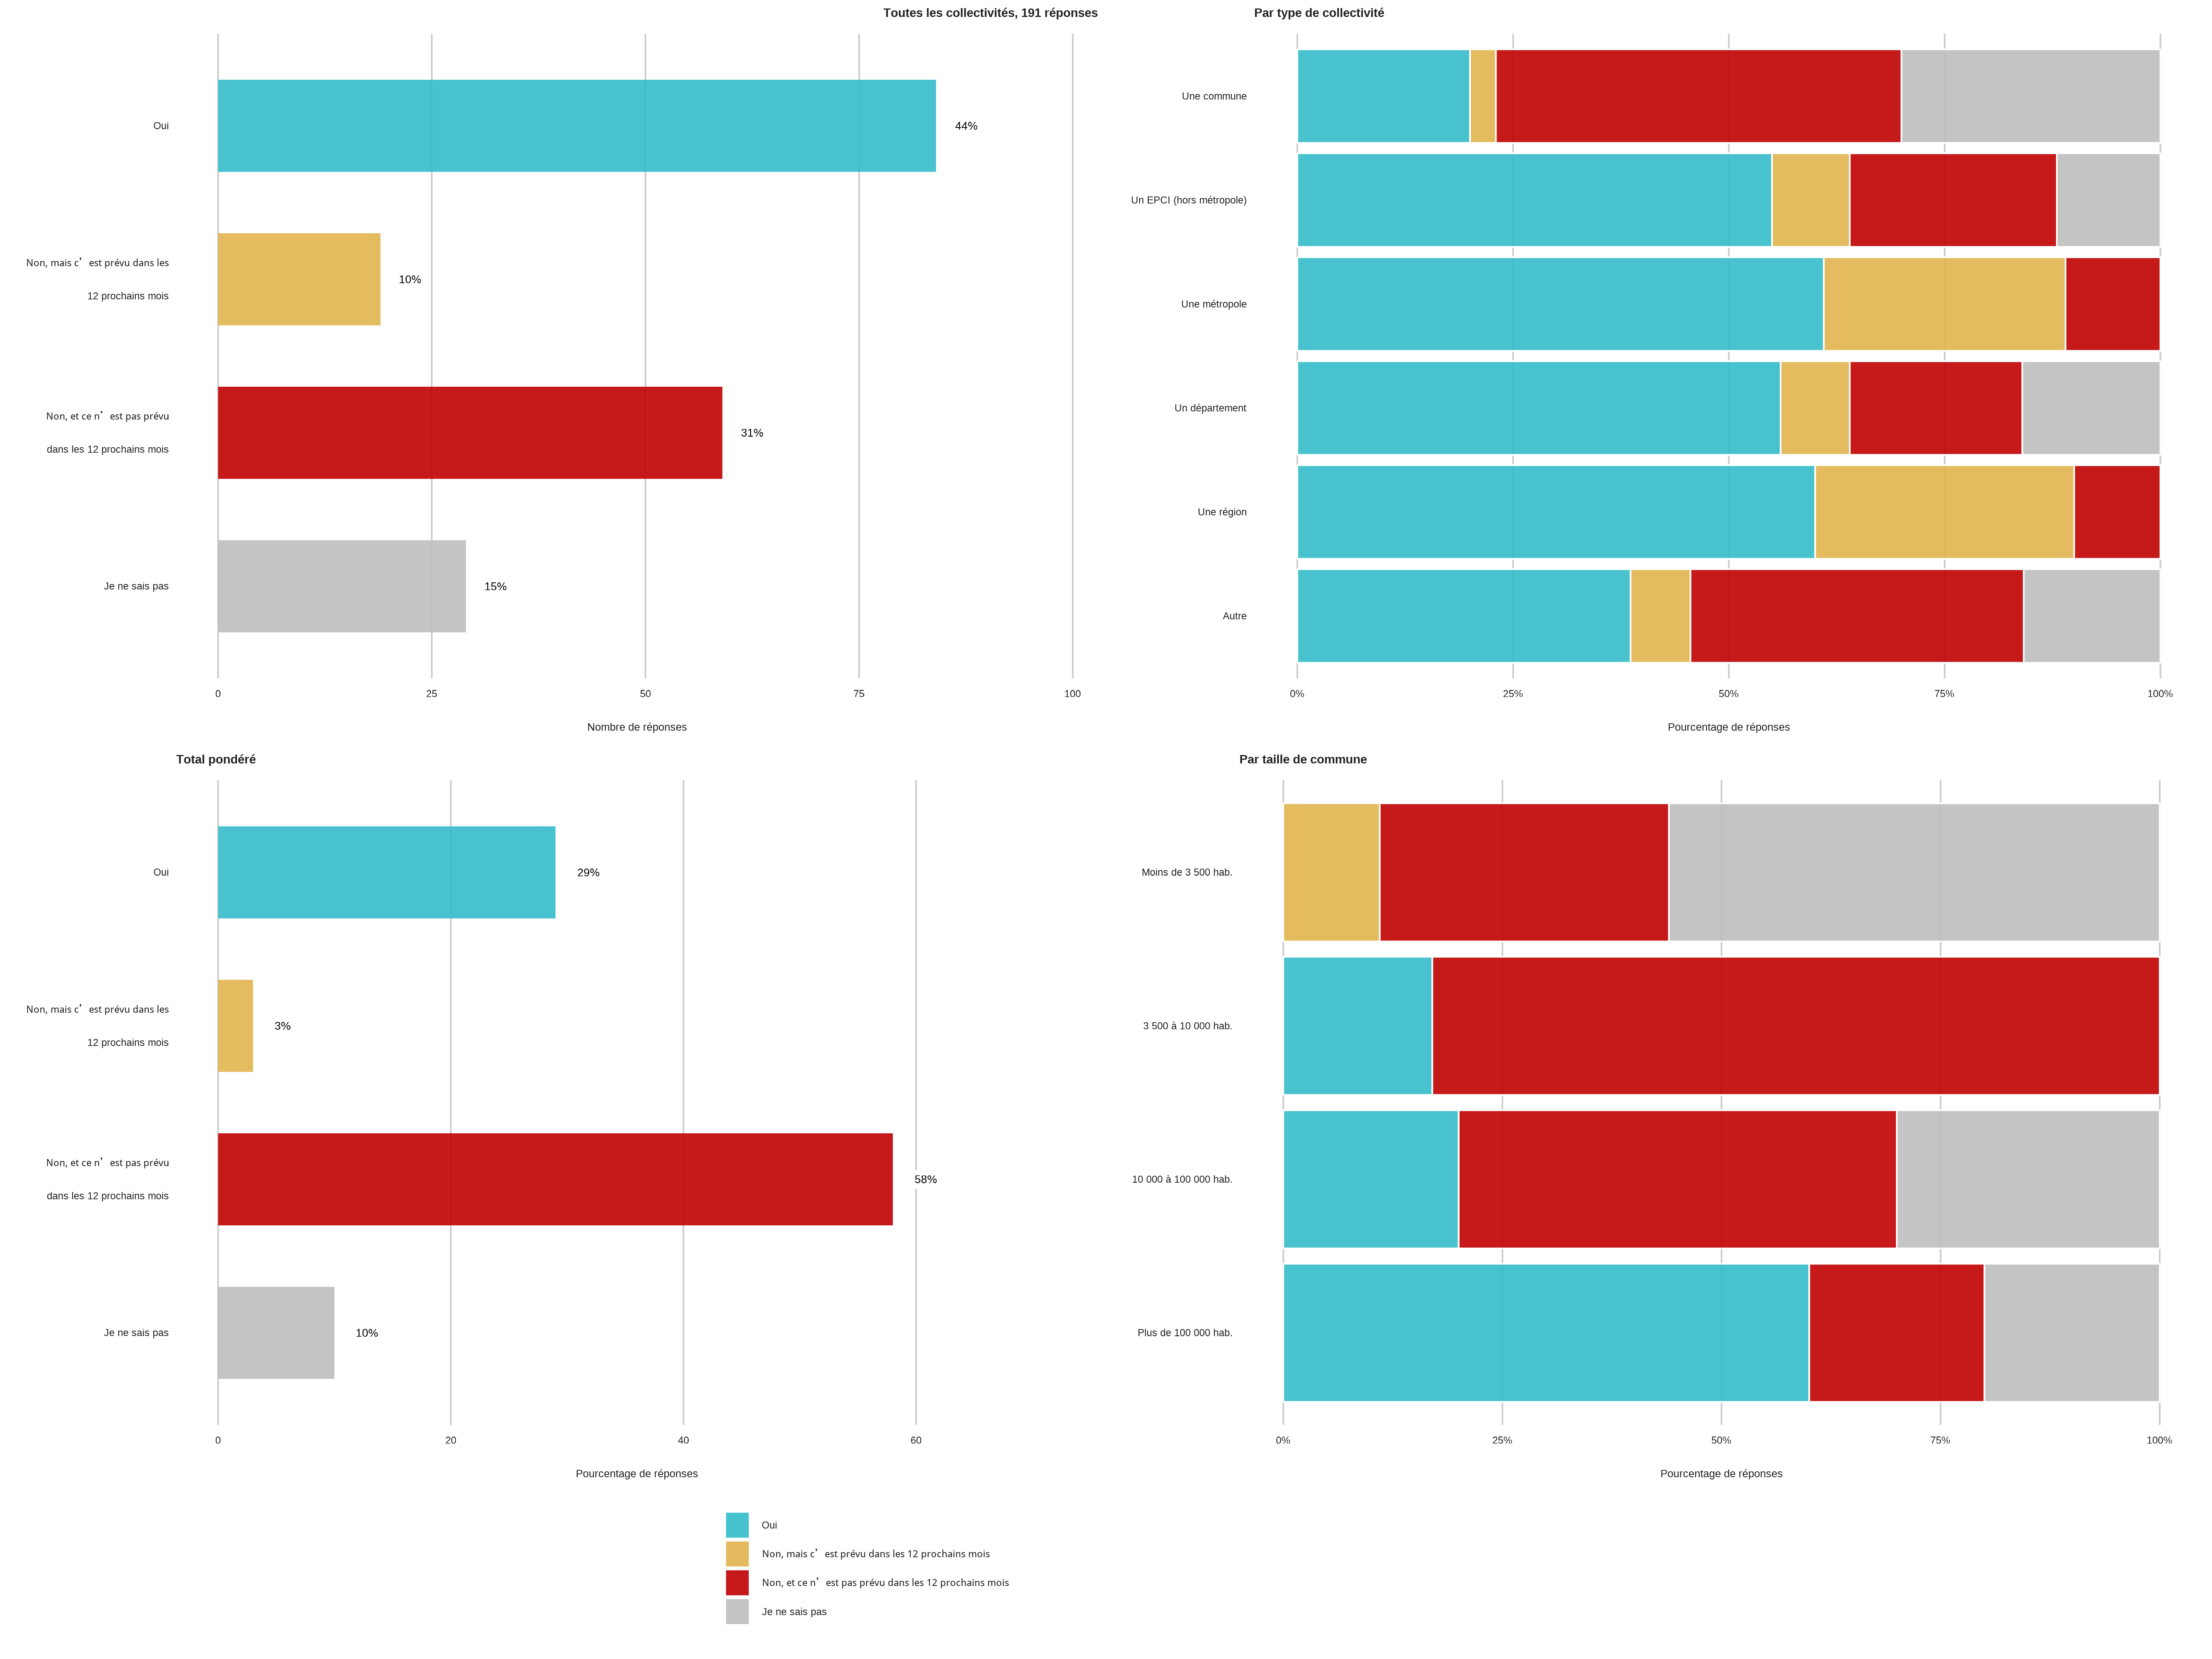 Toutes les collectivités, 191 réponses
Oui
44%
Non, mais c’est prévu dans les
12 prochains mois
10%
Non, et ce n’est pas prévu
dans les 12 prochains mois
31%
Je ne sais pas
15%
0 25 50 75 100
Nombre de réponses
Par type de collectivité
Une commune
Un EPCI (hors métropole)
Une métropole
Un département
Une région
Autre
0% 25% 50% 75% 100%
Pourcentage de réponses
Total pondéré
Oui
29%
Non, mais c’est prévu dans les
12 prochains mois
3%
Non, et ce n’est pas prévu
dans les 12 prochains mois
58%
Je ne sais pas
10%
0 20 40 60
Pourcentage de réponses
Par taille de commune
Moins de 3 500 hab.
3 500 à 10 000 hab.
10 000 à 100 000 hab.
Plus de 100 000 hab.
0% 25% 50% 75% 100%
Pourcentage de réponses
Oui
Non, mais c’est prévu dans les 12 prochains mois
Non, et ce n’est pas prévu dans les 12 prochains mois
Je ne sais pas